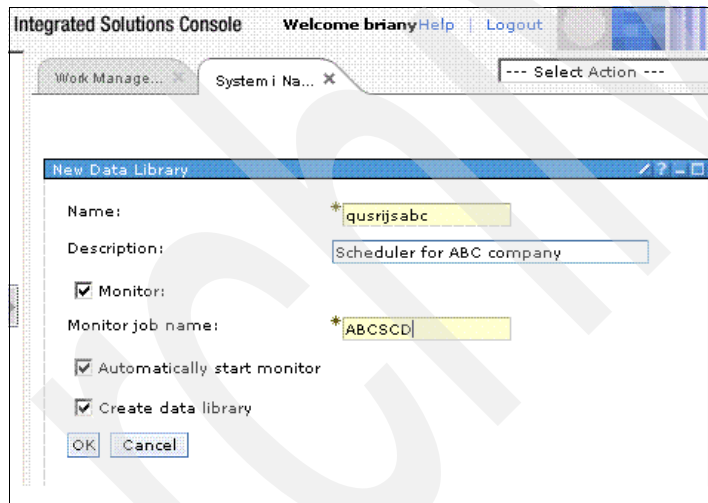 Integrated Solutions Console Welcome briany Help | Logout
Work Manage... System i Na... --- Select Action ---
New Data Library
Name: * qusrijsabc
Description: Scheduler for ABC company
Monitor:
Monitor job name: * ABCSCD
Automatically start monitor
Create data library
OK Cancel